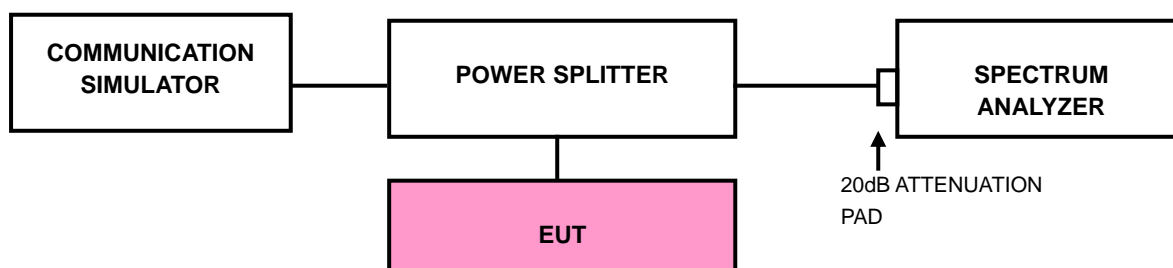 COMMUNICATION
SIMULATOR
POWER SPLITTER
SPECTRUM
ANALYZER
20dB ATTENUATION
PAD
EUT